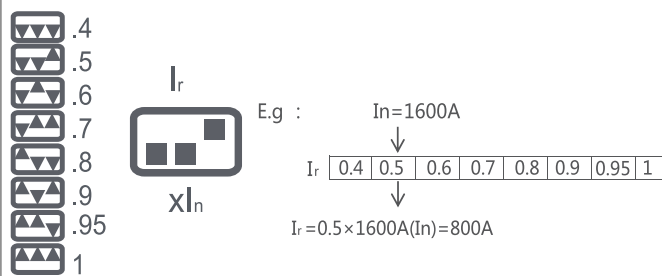 .4
.5
.6
.7
.8
.9
.95
1
Ir
xIn
E.g :
In=1600A
Ir 0.4 0.5 0.6 0.7 0.8 0.9 0.95 1
Ir=0.5×1600A(In)=800A